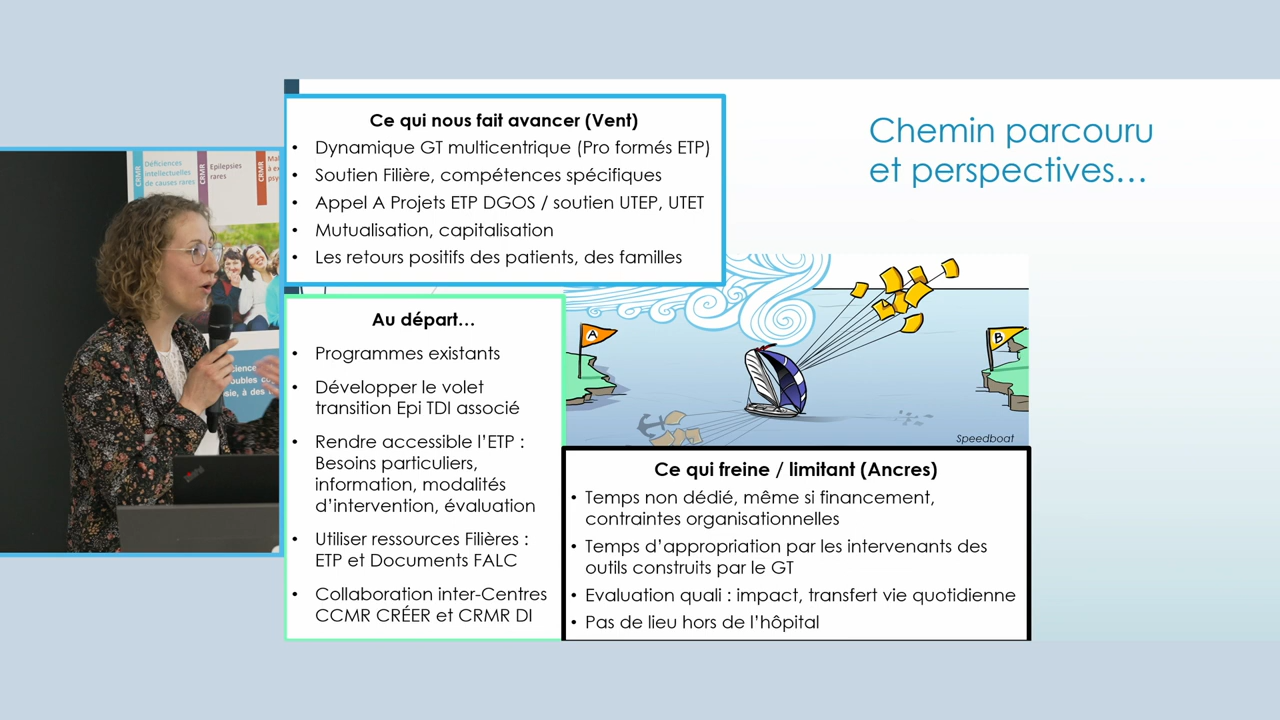 Chemin parcouru
et perspectives…
Ce qui nous fait avancer (Vent)
• Dynamique GT multicentrique (Pro formés ETP)
• Soutien Filière, compétences spécifiques
• Appel A Projets ETP DGOS / soutien UTEP, UTET
• Mutualisation, capitalisation
• Les retours positifs des patients, des familles
Au départ…
• Programmes existants
• Développer le volet
transition Epi TDI associé
• Rendre accessible l'ETP :
Besoins particuliers,
information, modalités
d'intervention, évaluation
• Utiliser ressources Filières :
ETP et Documents FALC
• Collaboration inter-Centres
CCMR CRÉER et CRMR DI
A
B
Speedboat
Ce qui freine / limitant (Ancres)
• Temps non dédié, même si financement,
contraintes organisationnelles
• Temps d'appropriation par les intervenants des
outils construits par le GT
• Evaluation quali : impact, transfert vie quotidienne
• Pas de lieu hors de l'hôpital
CRMR
Déficiences
intellectuelles
de causes rares
CRMR
Epilepsies
rares
CRMR